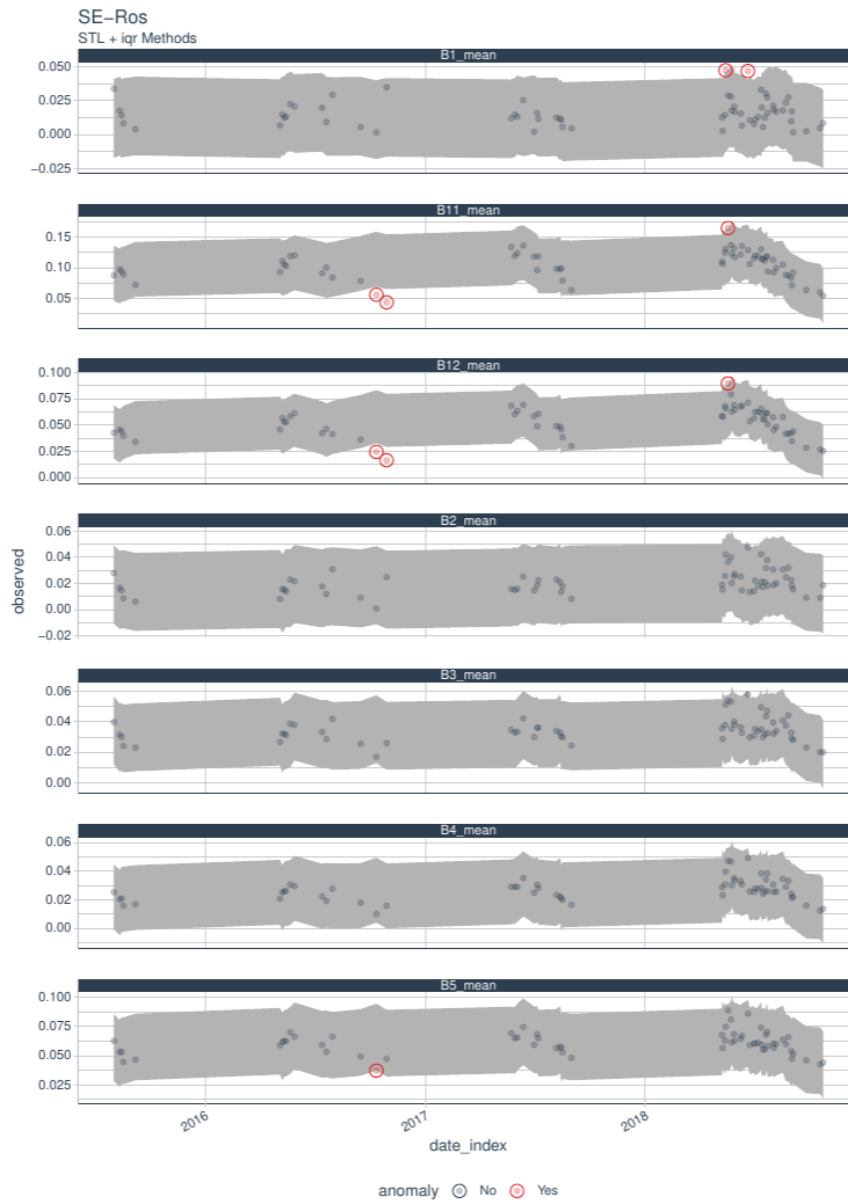 SE−Ros
STL + iqr Methods
B1_mean
0.050
0.025
0.000
−0.025
B11_mean
0.15
0.10
0.05
B12_mean
0.100
0.075
0.050
0.025
0.000
B2_mean
0.06
0.04
0.02
0.00
−0.02
observed
B3_mean
0.06
0.04
0.02
0.00
B4_mean
0.06
0.04
0.02
0.00
B5_mean
0.100
0.075
0.050
0.025
2016
2017
2018
date_index
anomaly No Yes